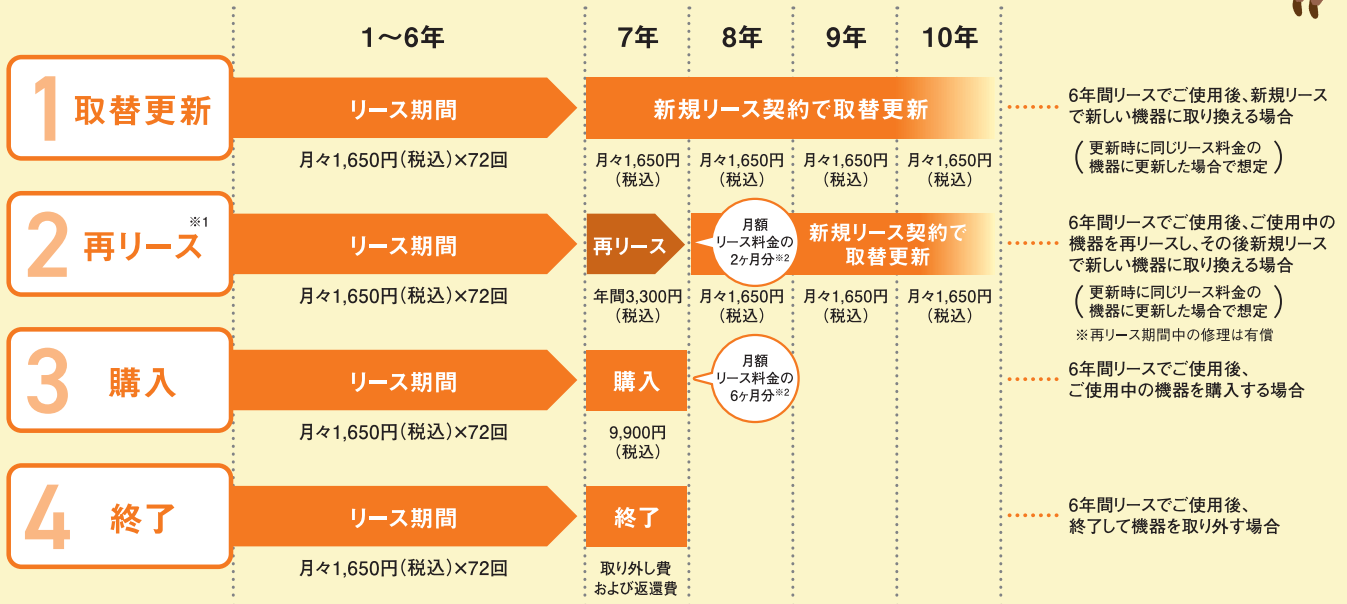 1〜6年
7年
8年
9年
10年
1 取替更新
リース期間
新規リース契約で取替更新
月々1,650円(税込)×72回
月々1,650円
(税込)
月々1,650円
(税込)
月々1,650円
(税込)
月々1,650円
(税込)
6年間リースでご使用後、新規リース
で新しい機器に取り換える場合
(更新時に同じリース料金の
機器に更新した場合で想定)
2 再リース※1
リース期間
再リース
月額
リース料金の
2ヶ月分※2
新規リース契約で
取替更新
月々1,650円(税込)×72回
年間3,300円
(税込)
月々1,650円
(税込)
月々1,650円
(税込)
月々1,650円
(税込)
6年間リースでご使用後、ご使用中の
機器を再リースし、その後新規リース
で新しい機器に取り換える場合
(更新時に同じリース料金の
機器に更新した場合で想定)
※再リース期間中の修理は有償
3 購入
リース期間
購入
月額
リース料金の
6ヶ月分※2
月々1,650円(税込)×72回
9,900円
(税込)
6年間リースでご使用後、
ご使用中の機器を購入する場合
4 終了
リース期間
終了
月々1,650円(税込)×72回
取り外し費
および返還費
6年間リースでご使用後、
終了して機器を取り外す場合